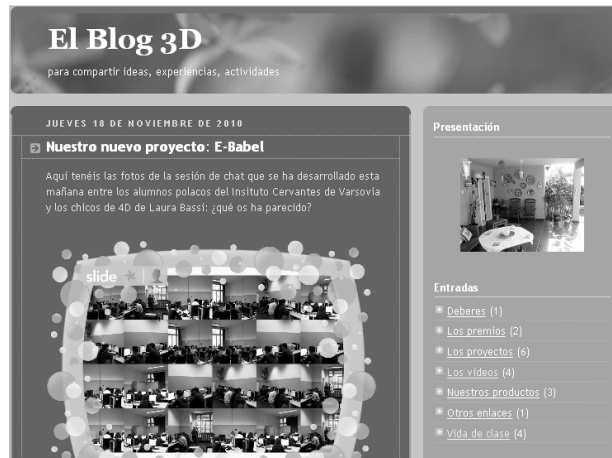 El Blog 3D
para compartir ideas, experiencias, actividades
JUEVES 18 DE NOVIEMBRE DE 2010
Nuestro nuevo proyecto: E-Babel
Aquí tenéis las fotos de la sesión de chat que se ha desarrollado esta
mañana entre los alumnos polacos del Insituto Cervantes de Varsovia
y los chicos de 4D de Laura Bassi: ¿qué os ha parecido?
slide
Presentación
Entradas
Deberes (1)
Los premios (2)
Los proyectos (6)
Los vídeos (4)
Nuestros productos (3)
Otros enlaces (1)
Vida de clase (4)